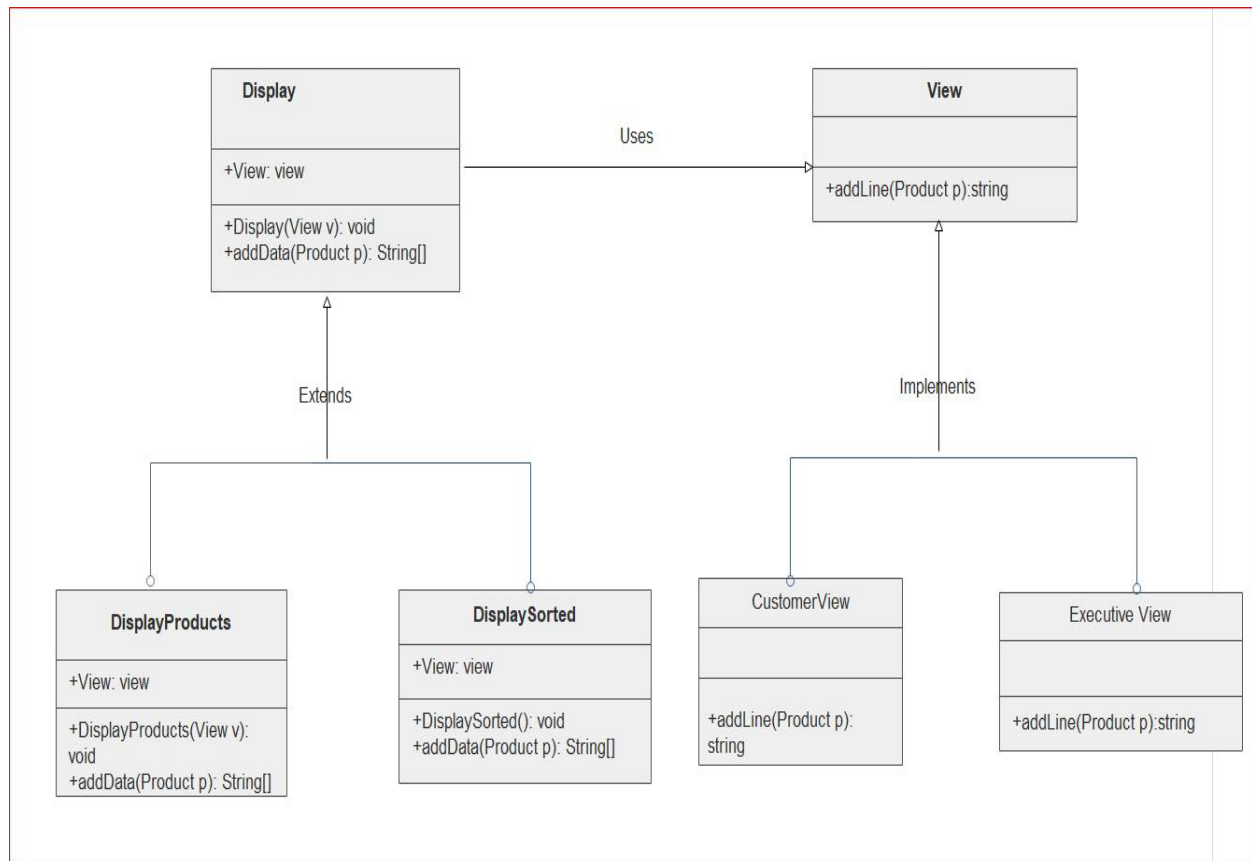 Display
+View: view
+Display(View v): void
+addData(Product p): String[]
Uses
View
+addLine(Product p):string
Extends
Implements
DisplayProducts
+View: view
+DisplayProducts(View v):
void
+addData(Product p): String[]
DisplaySorted
+View: view
+DisplaySorted(): void
+addData(Product p): String[]
CustomerView
+addLine(Product p):
string
Executive View
+addLine(Product p):string